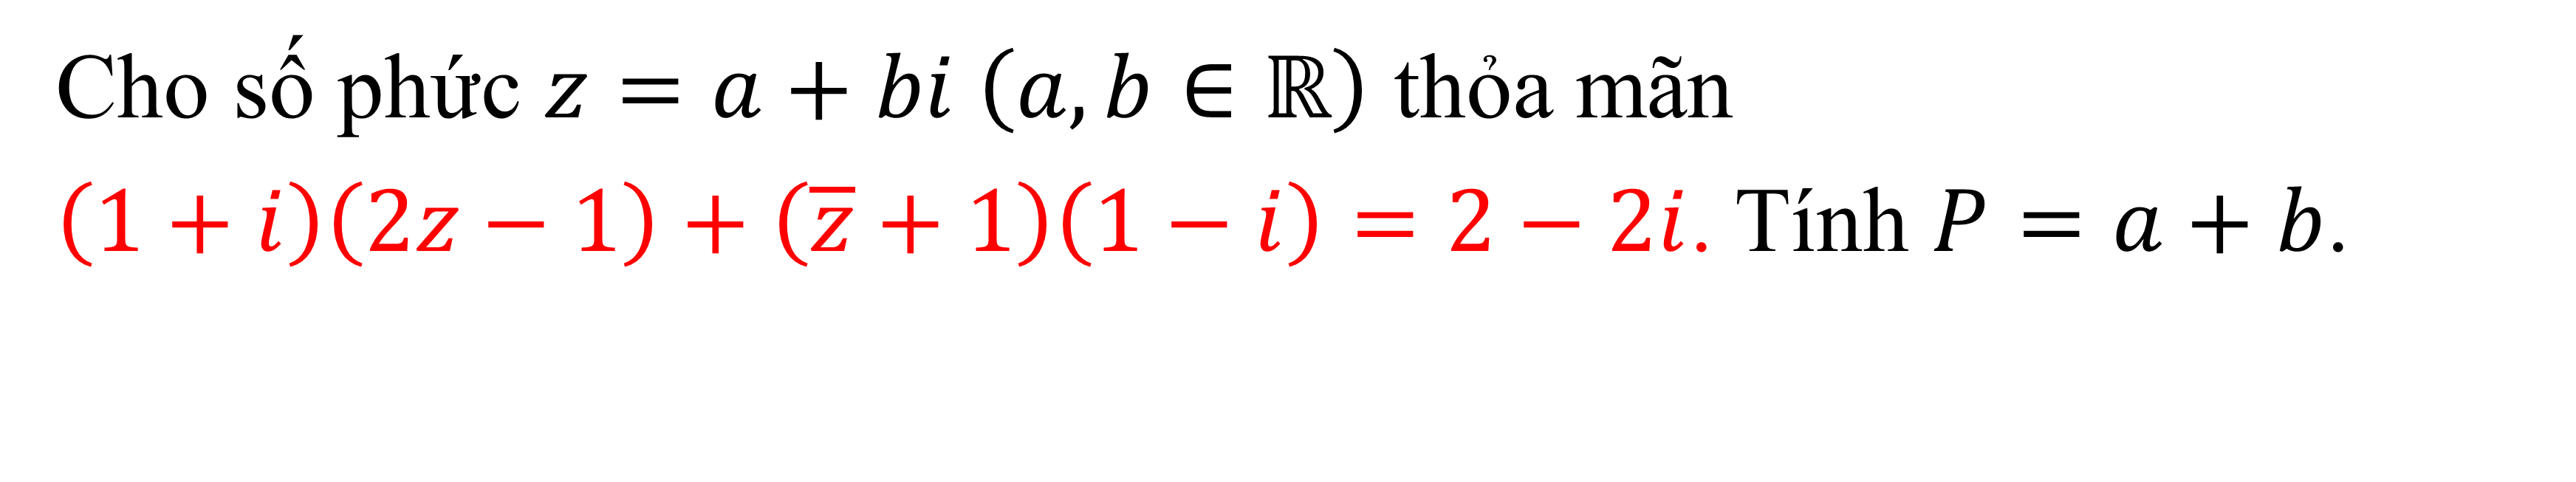 Cho số phức z = a + bi (a, b ∈ ℝ) thỏa mãn
(1 + i)(2z − 1) + (z̅ + 1)(1 − i) = 2 − 2i. Tính P = a + b.